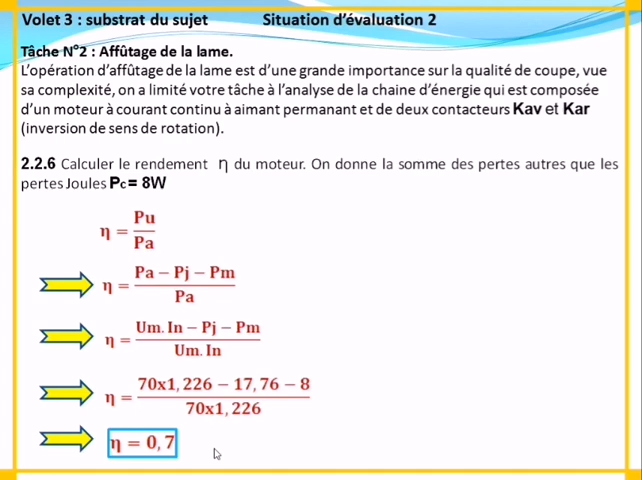 Volet 3 : substrat du sujet Situation d'évaluation 2
Tâche N°2 : Affûtage de la lame.
L'opération d'affûtage de la lame est d'une grande importance sur la qualité de coupe, vue
sa complexité, on a limité votre tâche à l'analyse de la chaine d'énergie qui est composée
d'un moteur à courant continu à aimant permanant et de deux contacteurs Kav et Kar
(inversion de sens de rotation).
2.2.6 Calculer le rendement η du moteur. On donne la somme des pertes autres que les
pertes Joules Pc= 8W
η = Pu / Pa
η = Pa − Pj − Pm / Pa
η = Um. In − Pj − Pm / Um. In
η = 70x1, 226 − 17, 76 − 8 / 70x1, 226
η = 0, 7